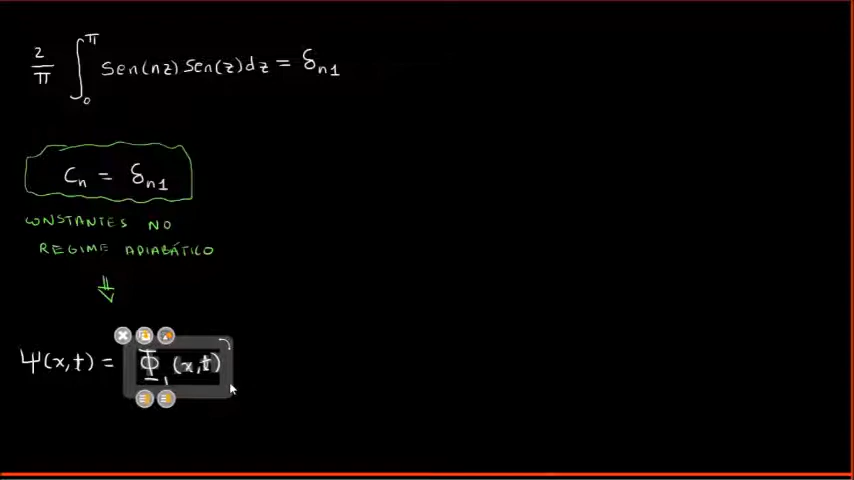 2/π ∫₀^π Sen(nz) Sen(z) dz = δₙ₁
Cₙ = δₙ₁
CONSTANTES NO
REGIME ADIABÁTICO
⇓
Ψ(x,t) = Φ₁(x,t)